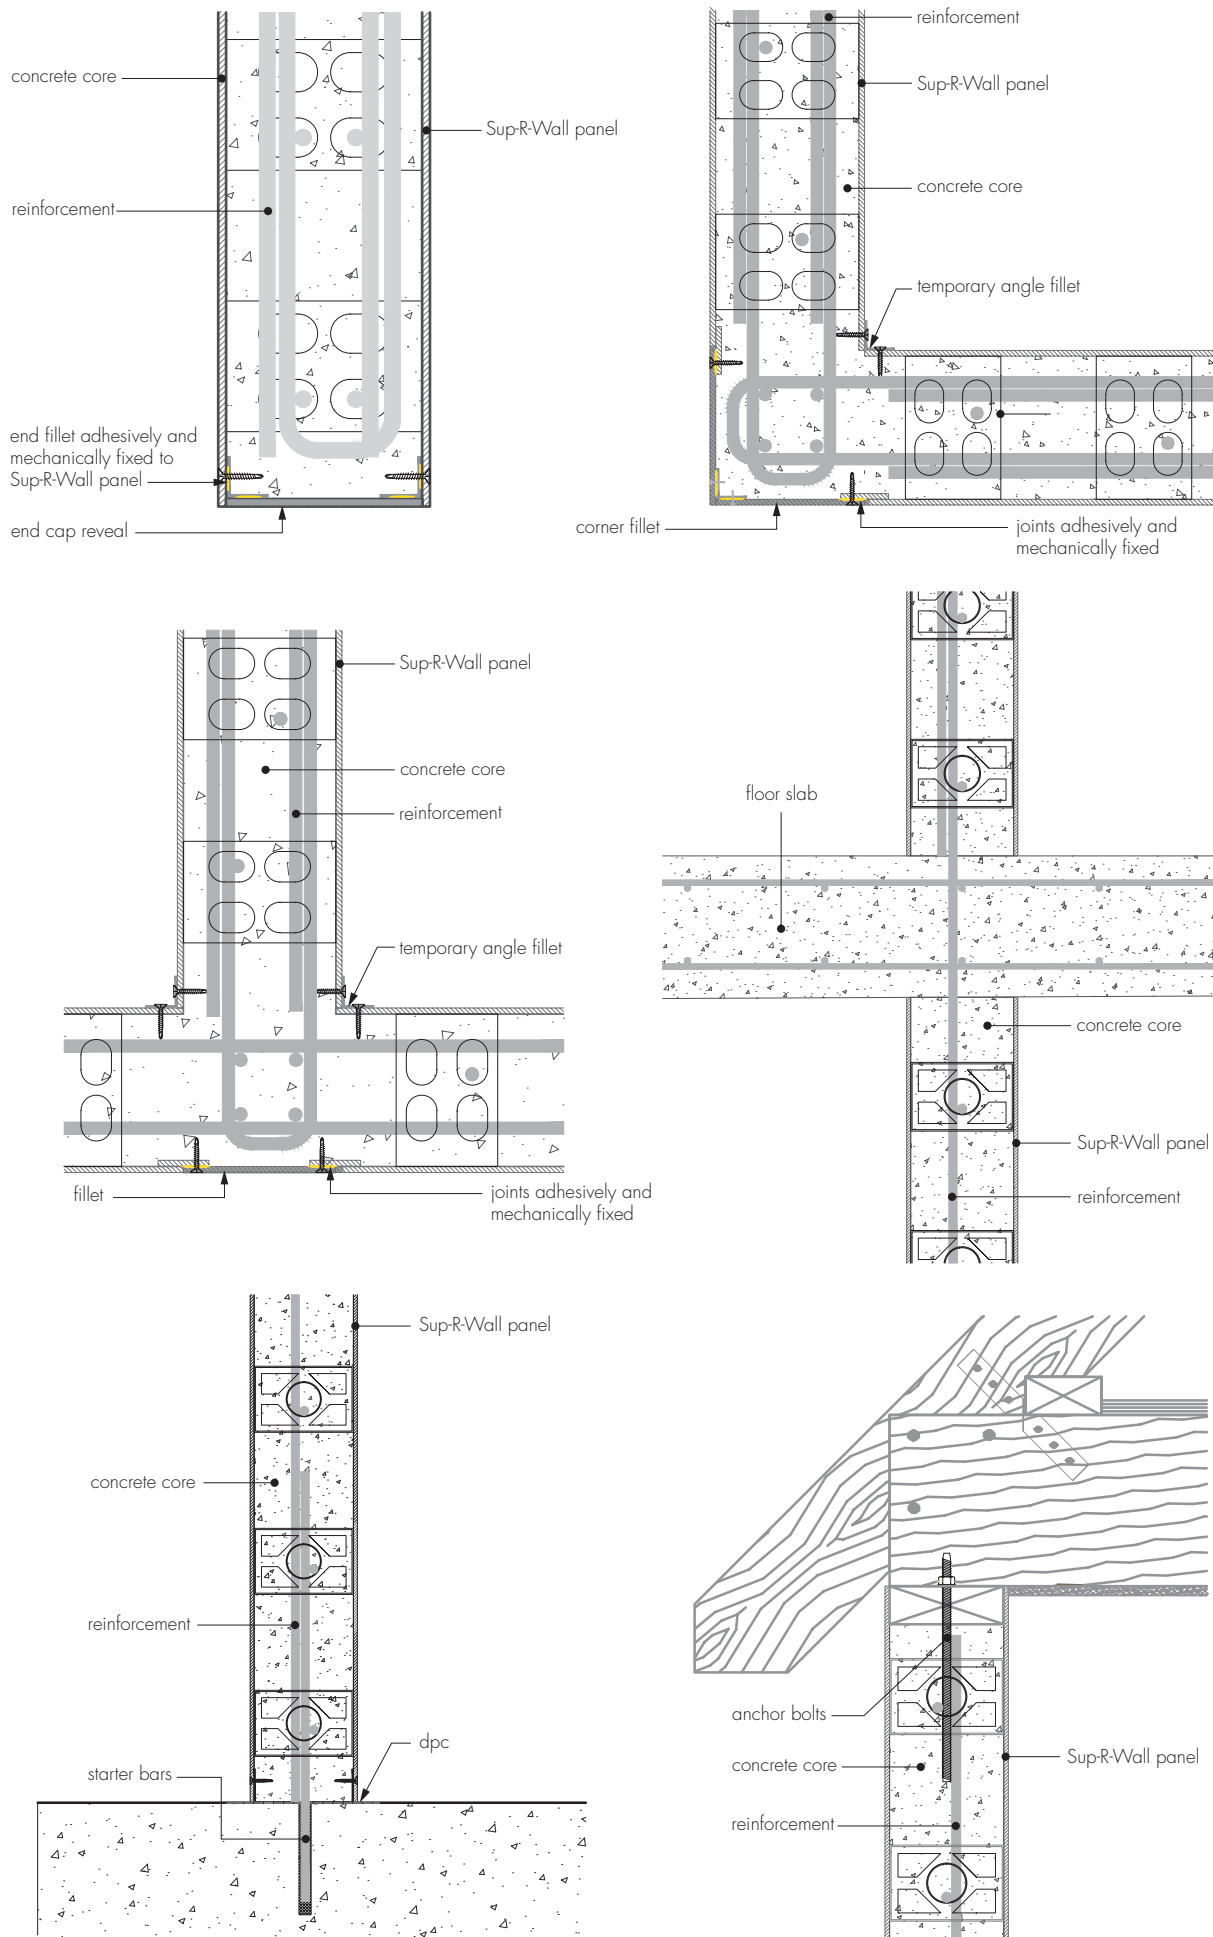 concrete core
Sup-R-Wall panel
reinforcement
end fillet adhesively and
mechanically fixed to
Sup-R-Wall panel
end cap reveal
reinforcement
Sup-R-Wall panel
concrete core
temporary angle fillet
corner fillet
joints adhesively and
mechanically fixed
Sup-R-Wall panel
concrete core
reinforcement
temporary angle fillet
fillet
joints adhesively and
mechanically fixed
floor slab
concrete core
Sup-R-Wall panel
reinforcement
Sup-R-Wall panel
concrete core
reinforcement
dpc
starter bars
anchor bolts
concrete core
Sup-R-Wall panel
reinforcement